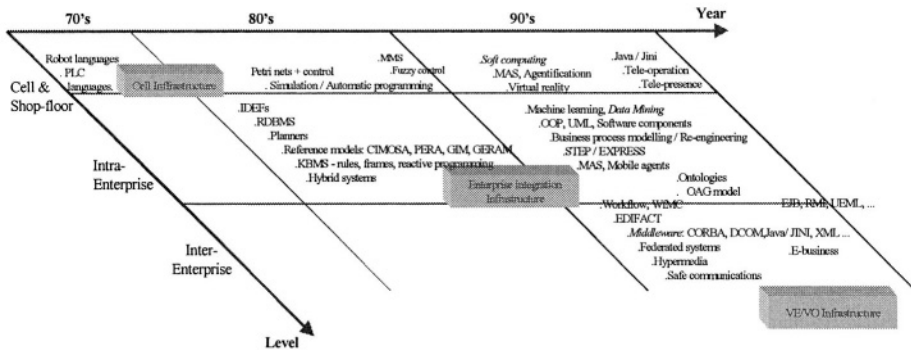 Year
70's
80's
90's
Robot languages
. PLC
languages.
Cell Infrastructure
Petri nets + control
. Simulation / Automatic programming
.MMS
.Fuzzy control
Soft computing
.MAS, Agentificationn
.Virtual reality
.Java / Jini
.Tele-operation
.Tele-presence
Cell &
Shop-floor
.IDEFs
.RDBMS
.Planners
.Reference models: CIMOSA, PERA, GIM, GERAM
.KBMS - rules, frames, reactive programming
.Hybrid systems
.Machine learning, Data Mining
.OOP, UML, Software components
.Business process modelling / Re-engineering
.STEP / EXPRESS
.MAS, Mobile agents
.Ontologies
. OAG model
Intra-
Enterprise
Enterprise integration
Infrastructure
.Workflow, WfMC
.EDIFACT
.Middleware: CORBA, DCOM,Java/ JINI, XML ...
.Federated systems
.Hypermedia
.Safe communications
EJB, RMI, UEML, ...
.E-business
Inter-
Enterprise
VE/VO Infrastructure
Level